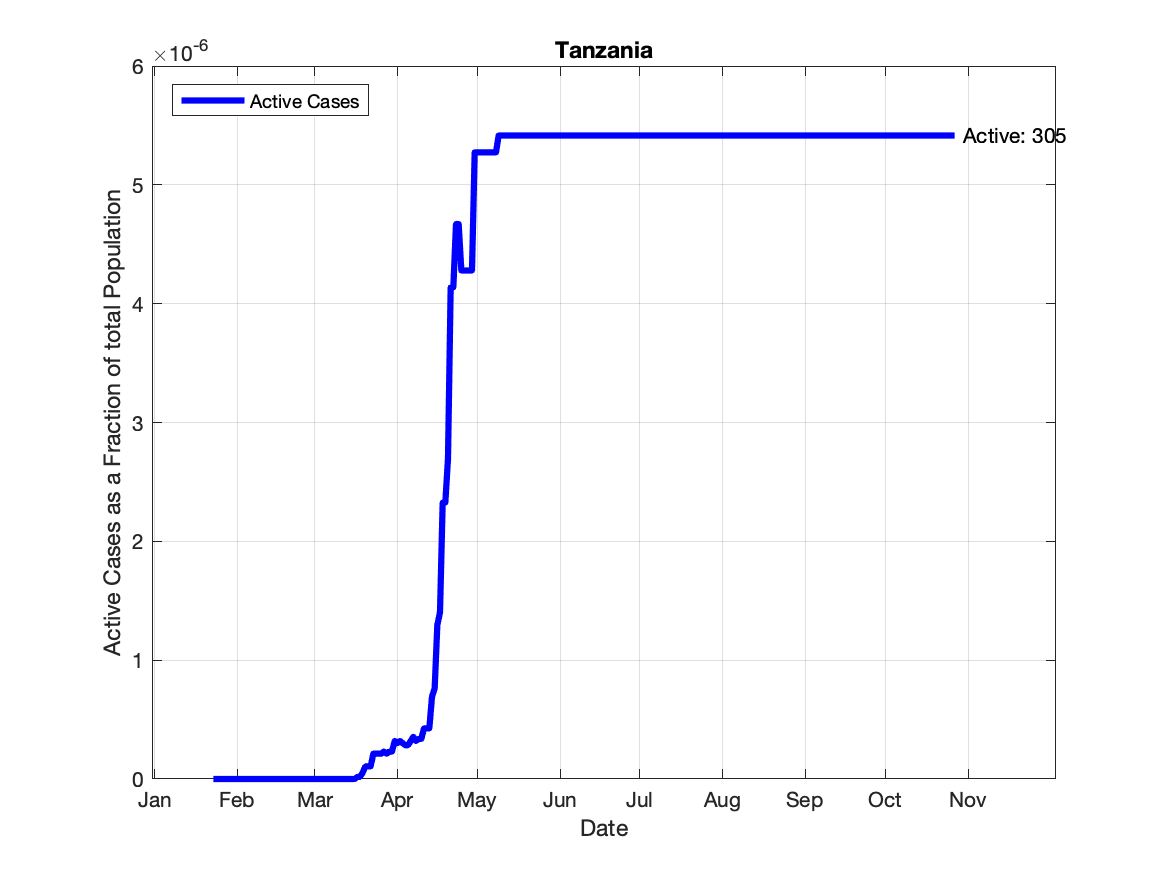 Tanzania
×10-6
6
5
4
3
2
1
0
Active Cases as a Fraction of total Population
Active Cases
Active: 305
Jan Feb Mar Apr May Jun Jul Aug Sep Oct Nov
Date